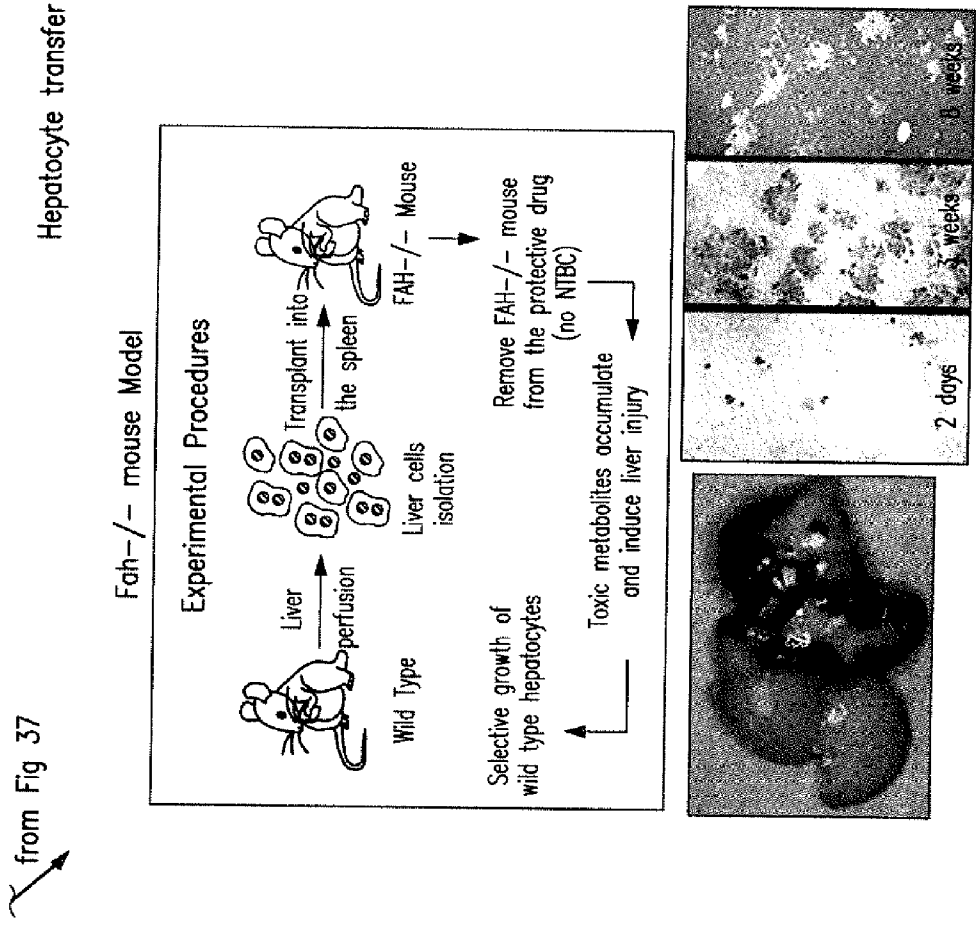 from Fig 37
Hepatocyte transfer
Fah-/- mouse Model
Experimental Procedures
Wild Type
Liver
perfusion
Liver cells
isolation
Transplant into
the spleen
FAH-/- Mouse
Remove FAH-/- mouse
from the protective drug
(no NTBC)
Toxic metabolites accumulate
and induce liver injury
Selective growth of
wild type hepatocytes
2 days
3 weeks
8 weeks